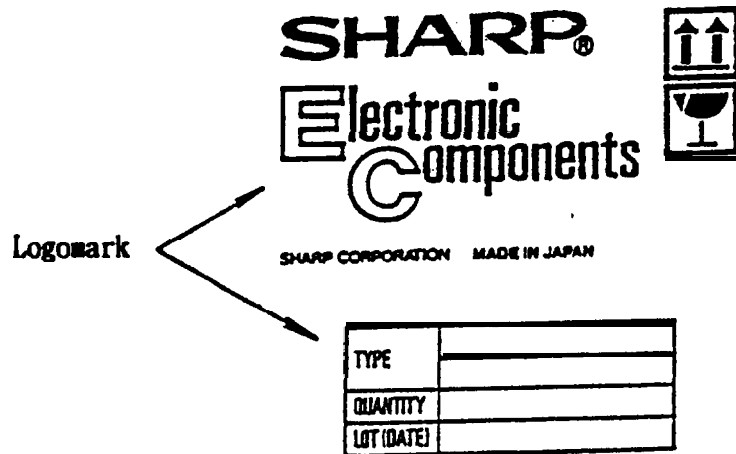 SHARP®
Electronic
Components
Logomark
SHARP CORPORATION MADE IN JAPAN
TYPE
QUANTITY
LOT (DATE)